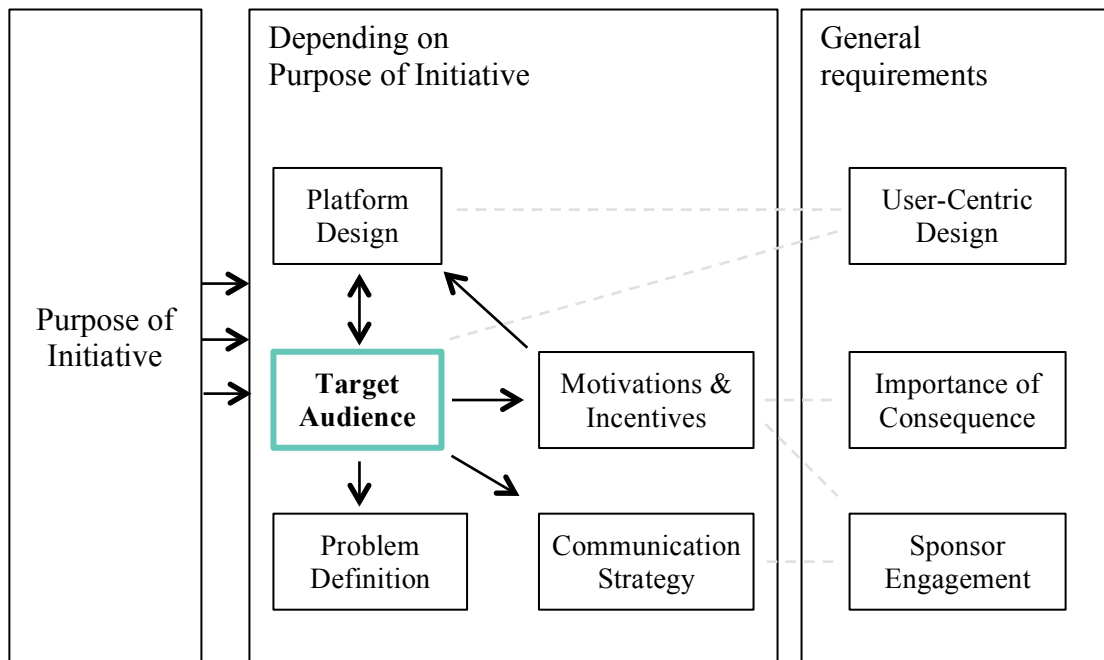 Depending on
Purpose of Initiative
General
requirements
Platform
Design
User-Centric
Design
Purpose of
Initiative
Target
Audience
Motivations &
Incentives
Importance of
Consequence
Problem
Definition
Communication
Strategy
Sponsor
Engagement